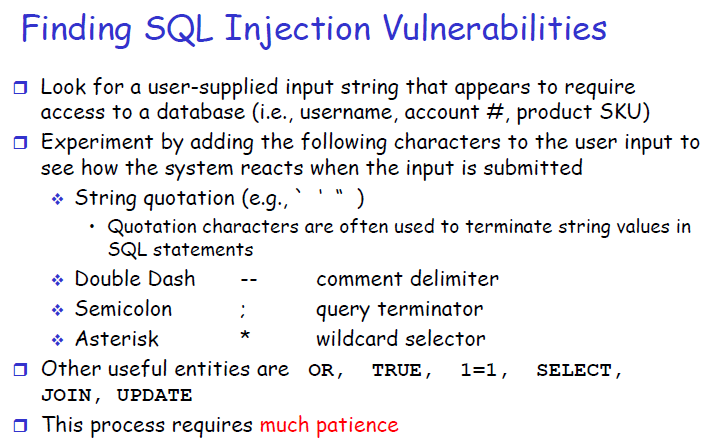 Finding SQL Injection Vulnerabilities
Look for a user-supplied input string that appears to require
access to a database (i.e., username, account #, product SKU)
Experiment by adding the following characters to the user input to
see how the system reacts when the input is submitted
String quotation (e.g., ` ' “ )
Quotation characters are often used to terminate string values in
SQL statements
Double Dash -- comment delimiter
Semicolon ; query terminator
Asterisk * wildcard selector
Other useful entities are OR, TRUE, 1=1, SELECT,
JOIN, UPDATE
This process requires much patience